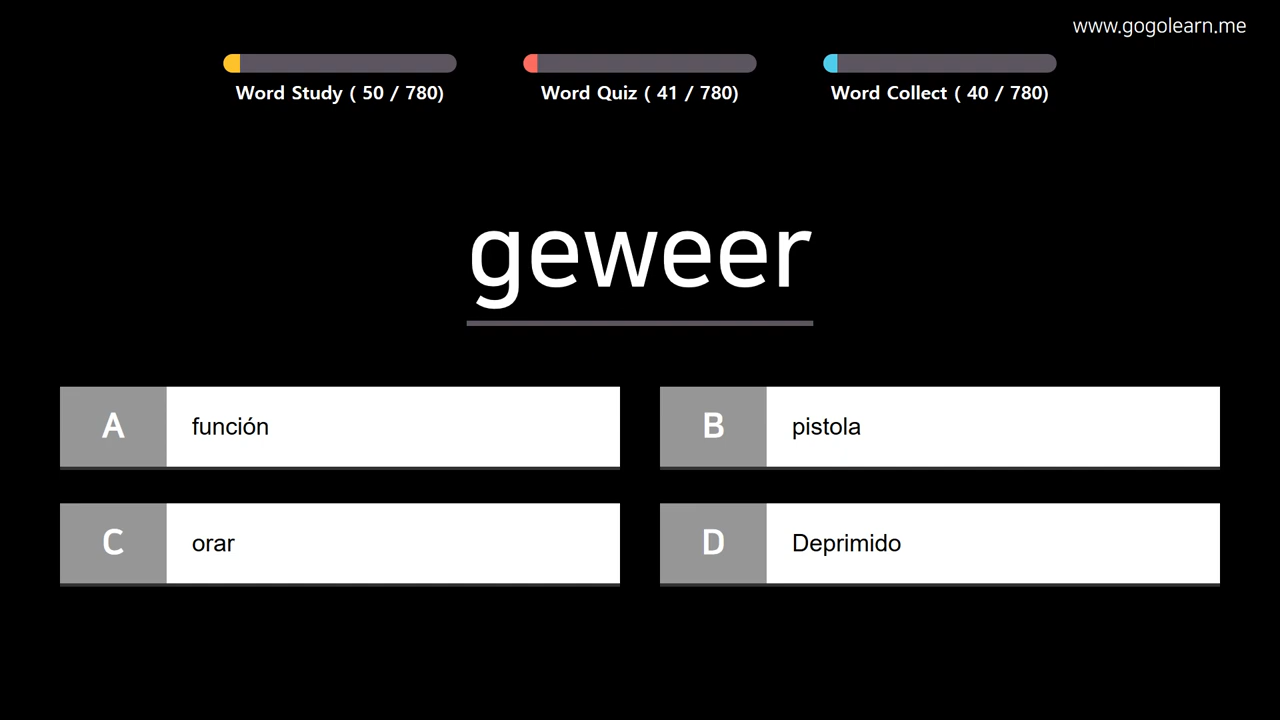 www.gogolearn.me
Word Study ( 50 / 780)
Word Quiz ( 41 / 780)
Word Collect ( 40 / 780)
geweer
A función
B pistola
C orar
D Deprimido